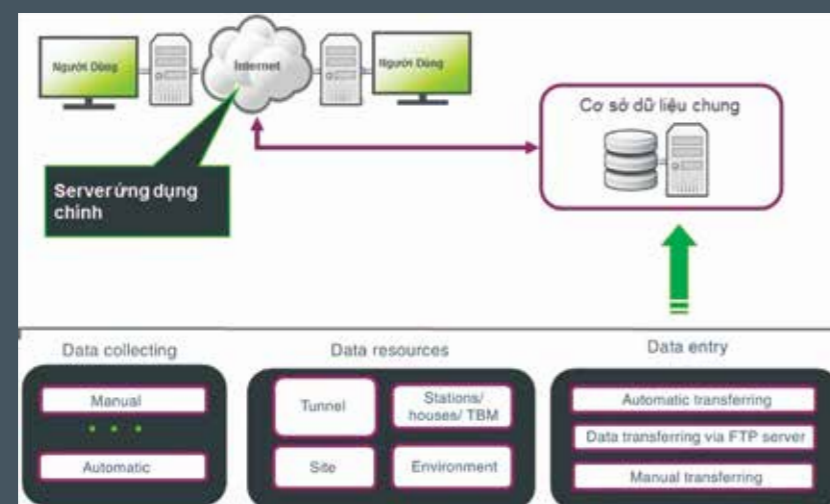 Người Dùng
Internet
Người Dùng
Cơ sở dữ liệu chung
Server ứng dụng
chính
Data collecting
Manual
Automatic
Data resources
Tunnel
Stations/
houses/ TBM
Site
Environment
Data entry
Automatic transferring
Data transferring via FTP server
Manual transferring